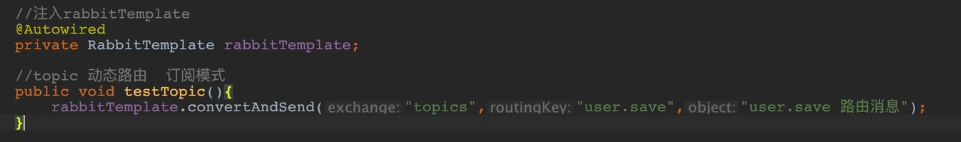 //注入rabbitTemplate
@Autowired
private RabbitTemplate rabbitTemplate;
//topic 动态路由  订阅模式
public void testTopic(){
rabbitTemplate.convertAndSend( exchange: "topics", routingKey: "user.save", object: "user.save 路由消息");
}